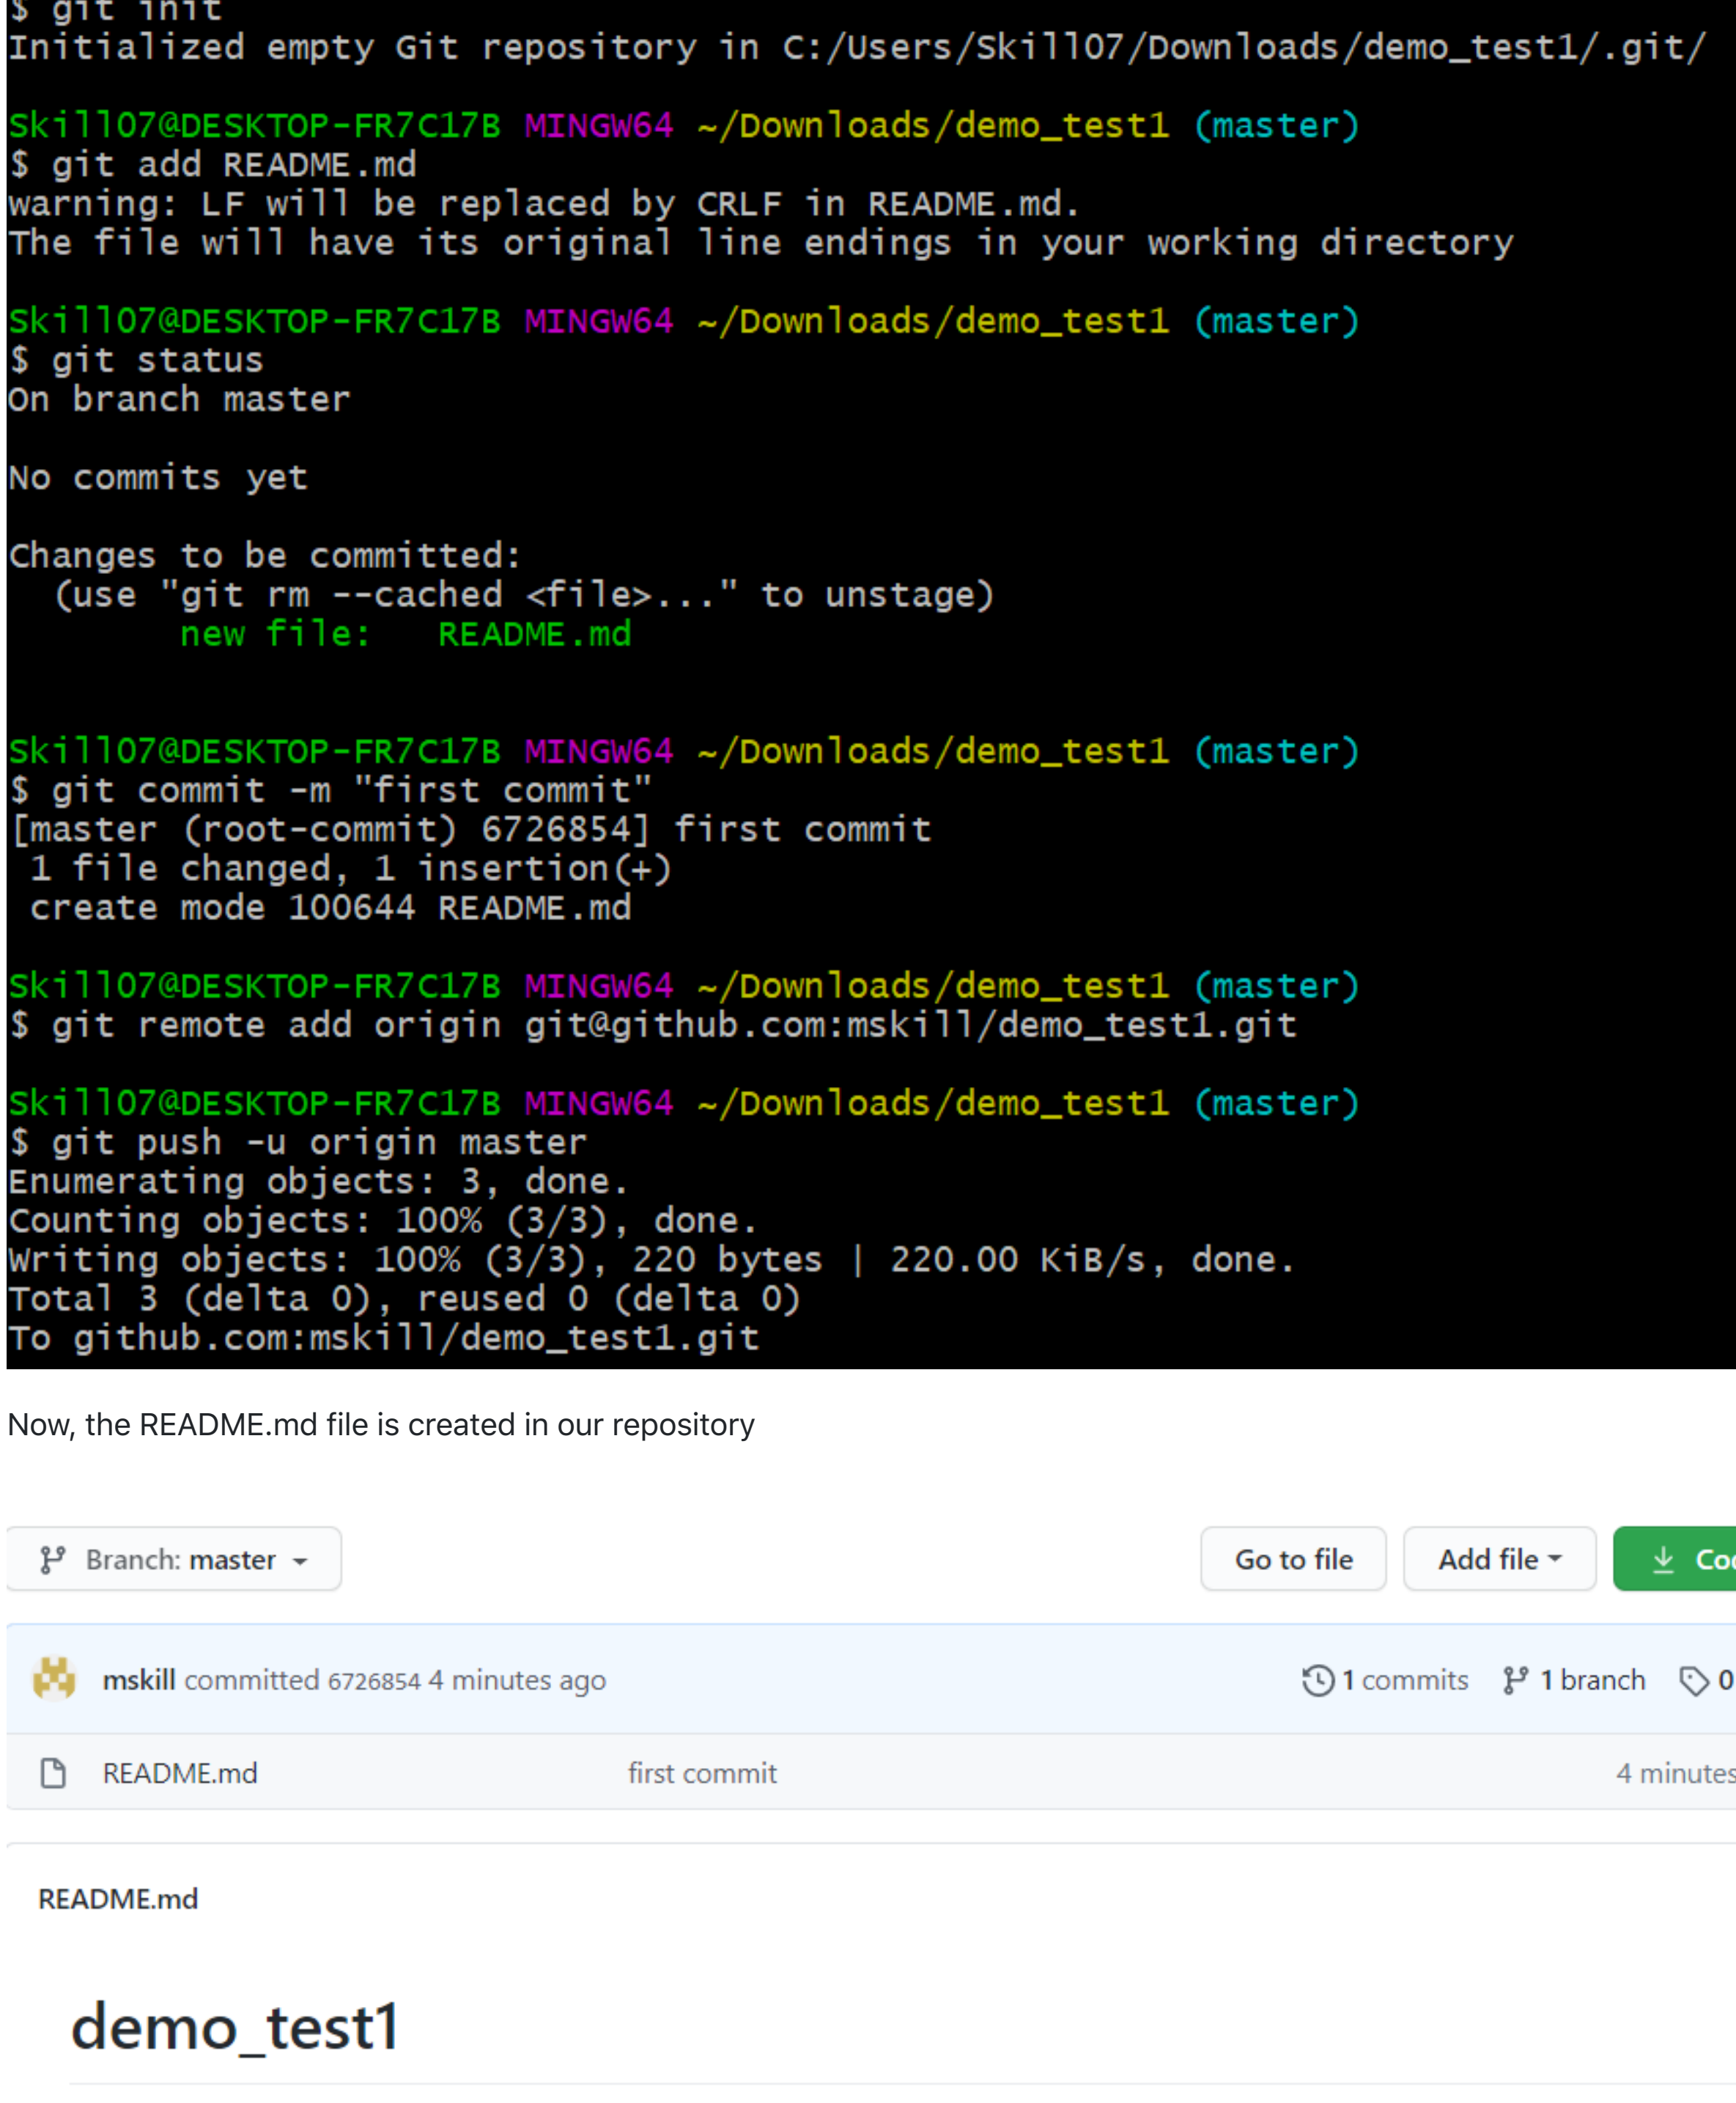 $ git init
Initialized empty Git repository in C:/Users/Skill07/Downloads/demo_test1/.git/
Skill07@DESKTOP-FR7C17B MINGW64 ~/Downloads/demo_test1 (master)
$ git add README.md
warning: LF will be replaced by CRLF in README.md.
The file will have its original line endings in your working directory
Skill07@DESKTOP-FR7C17B MINGW64 ~/Downloads/demo_test1 (master)
$ git status
On branch master
No commits yet
Changes to be committed:
  (use "git rm --cached <file>..." to unstage)
        new file:   README.md
Skill07@DESKTOP-FR7C17B MINGW64 ~/Downloads/demo_test1 (master)
$ git commit -m "first commit"
[master (root-commit) 6726854] first commit
 1 file changed, 1 insertion(+)
 create mode 100644 README.md
Skill07@DESKTOP-FR7C17B MINGW64 ~/Downloads/demo_test1 (master)
$ git remote add origin git@github.com:mskill/demo_test1.git
Skill07@DESKTOP-FR7C17B MINGW64 ~/Downloads/demo_test1 (master)
$ git push -u origin master
Enumerating objects: 3, done.
Counting objects: 100% (3/3), done.
Writing objects: 100% (3/3), 220 bytes | 220.00 KiB/s, done.
Total 3 (delta 0), reused 0 (delta 0)
To github.com:mskill/demo_test1.git
Now, the README.md file is created in our repository
Branch: master Go to file Add file
mskill committed 6726854 4 minutes ago 1 commits 1 branch 0
README.md first commit 4 minutes
README.md
demo_test1